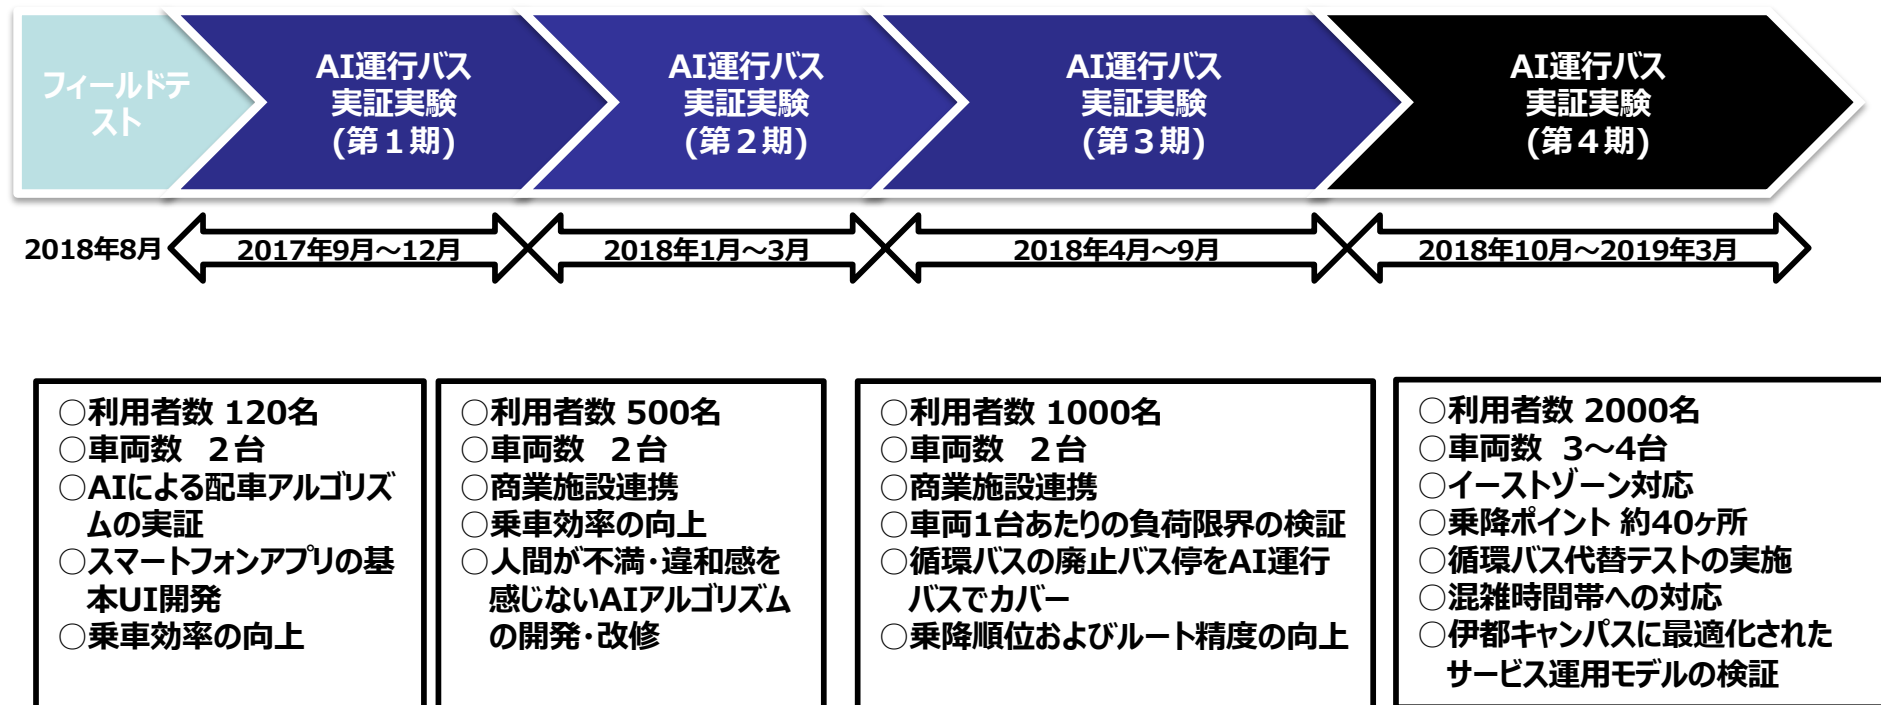 フィールドテ
スト
AI運行バス
実証実験
(第１期)
AI運行バス
実証実験
(第２期)
AI運行バス
実証実験
(第３期)
AI運行バス
実証実験
(第４期)
2018年8月
2017年9月～12月
2018年1月～3月
2018年4月～9月
2018年10月～2019年3月
○利用者数 120名
○車両数 ２台
○AIによる配車アルゴリズ
ムの実証
○スマートフォンアプリの基
本UI開発
○乗車効率の向上
○利用者数 500名
○車両数 ２台
○商業施設連携
○乗車効率の向上
○人間が不満・違和感を
感じないAIアルゴリズム
の開発・改修
○利用者数 1000名
○車両数 ２台
○商業施設連携
○車両1台あたりの負荷限界の検証
○循環バスの廃止バス停をAI運行
バスでカバー
○乗降順位およびルート精度の向上
○利用者数 2000名
○車両数 3～4台
○イーストゾーン対応
○乗降ポイント 約40ヶ所
○循環バス代替テストの実施
○混雑時間帯への対応
○伊都キャンパスに最適化された
サービス運用モデルの検証